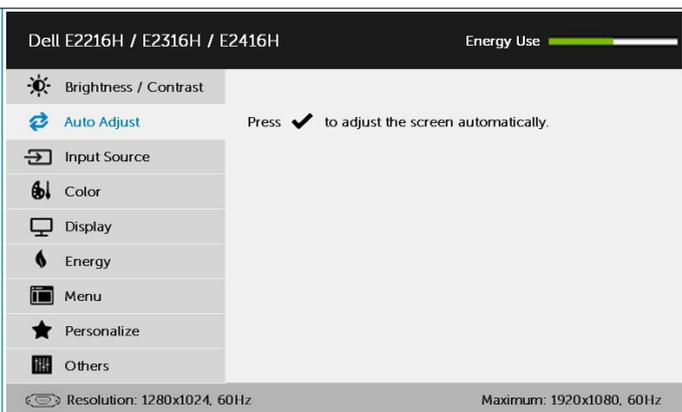 Dell E2216H / E2316H / E2416H
Energy Use
Brightness / Contrast
Auto Adjust
Press ✔ to adjust the screen automatically.
Input Source
Color
Display
Energy
Menu
Personalize
Others
Resolution: 1280x1024, 60Hz
Maximum: 1920x1080, 60Hz